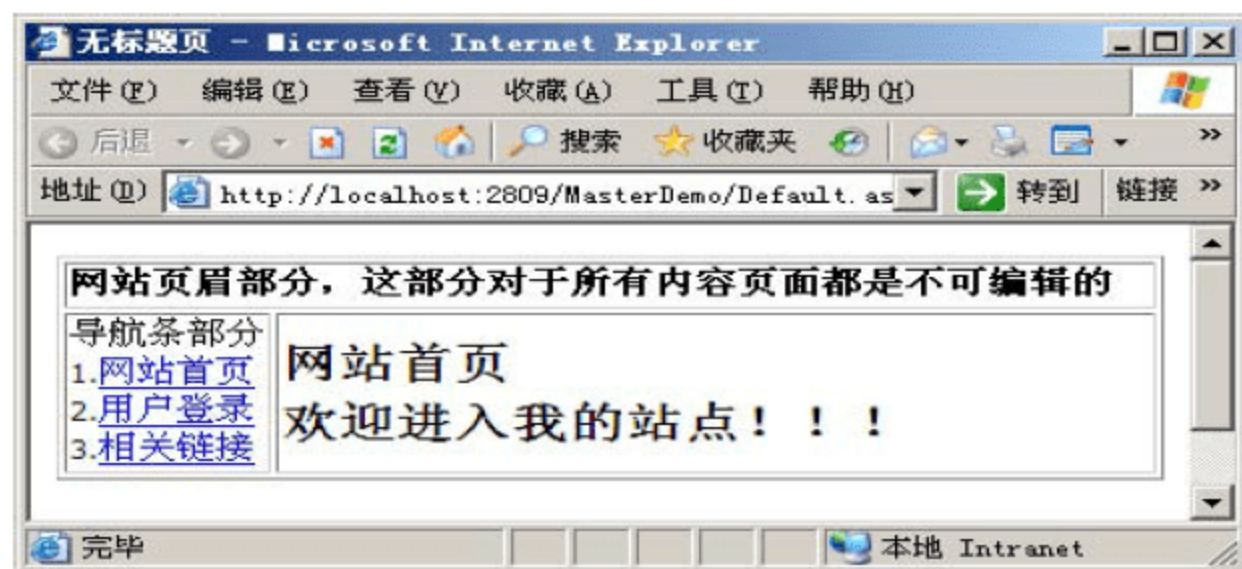 无标题页 - Microsoft Internet Explorer
文件(F) 编辑(E) 查看(V) 收藏(A) 工具(T) 帮助(H)
后退 搜索 收藏夹 »
地址(D) http://localhost:2809/MasterDemo/Default.as 转到 链接 »
网站页眉部分，这部分对于所有内容页面都是不可编辑的
导航条部分
1.网站首页
2.用户登录
3.相关链接
网站首页
欢迎进入我的站点！！！
完毕 本地 Intranet